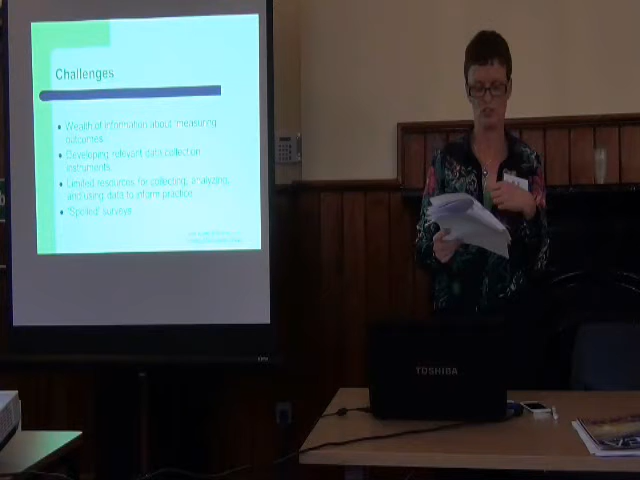 Challenges
• Wealth of information about 'measuring
outcomes'
• Developing relevant data collection
instruments
• Limited resources for collecting, analyzing,
and using data to inform practice
• 'Spoiled' surveys
TOSHIBA